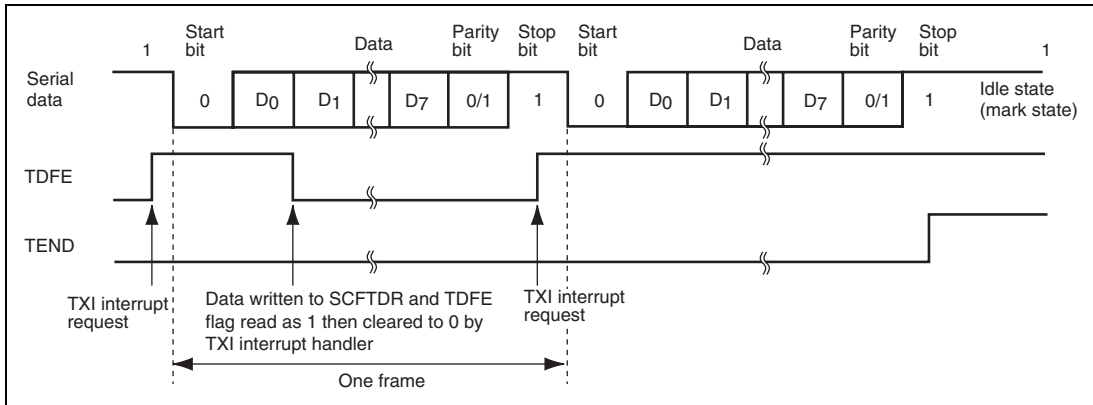 1 Start bit Data Parity bit Stop bit Start bit Data Parity bit Stop bit 1
Serial data 0 D0 D1 D7 0/1 1 0 D0 D1 D7 0/1 1 Idle state (mark state)
TDFE
TEND
TXI interrupt request
Data written to SCFTDR and TDFE
flag read as 1 then cleared to 0 by
TXI interrupt handler
TXI interrupt request
One frame